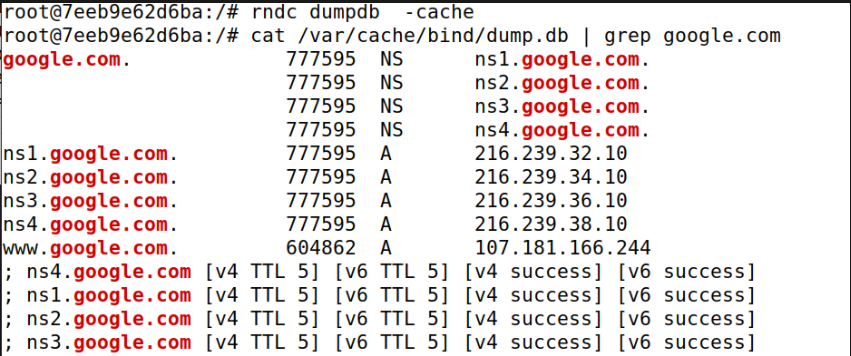 root@7eeb9e62d6ba:/# rndc dumpdb  -cache
root@7eeb9e62d6ba:/# cat /var/cache/bind/dump.db | grep google.com
google.com.             777595  NS      ns1.google.com.
                        777595  NS      ns2.google.com.
                        777595  NS      ns3.google.com.
                        777595  NS      ns4.google.com.
ns1.google.com.         777595  A       216.239.32.10
ns2.google.com.         777595  A       216.239.34.10
ns3.google.com.         777595  A       216.239.36.10
ns4.google.com.         777595  A       216.239.38.10
www.google.com.         604862  A       107.181.166.244
; ns4.google.com [v4 TTL 5] [v6 TTL 5] [v4 success] [v6 success]
; ns1.google.com [v4 TTL 5] [v6 TTL 5] [v4 success] [v6 success]
; ns2.google.com [v4 TTL 5] [v6 TTL 5] [v4 success] [v6 success]
; ns3.google.com [v4 TTL 5] [v6 TTL 5] [v4 success] [v6 success]